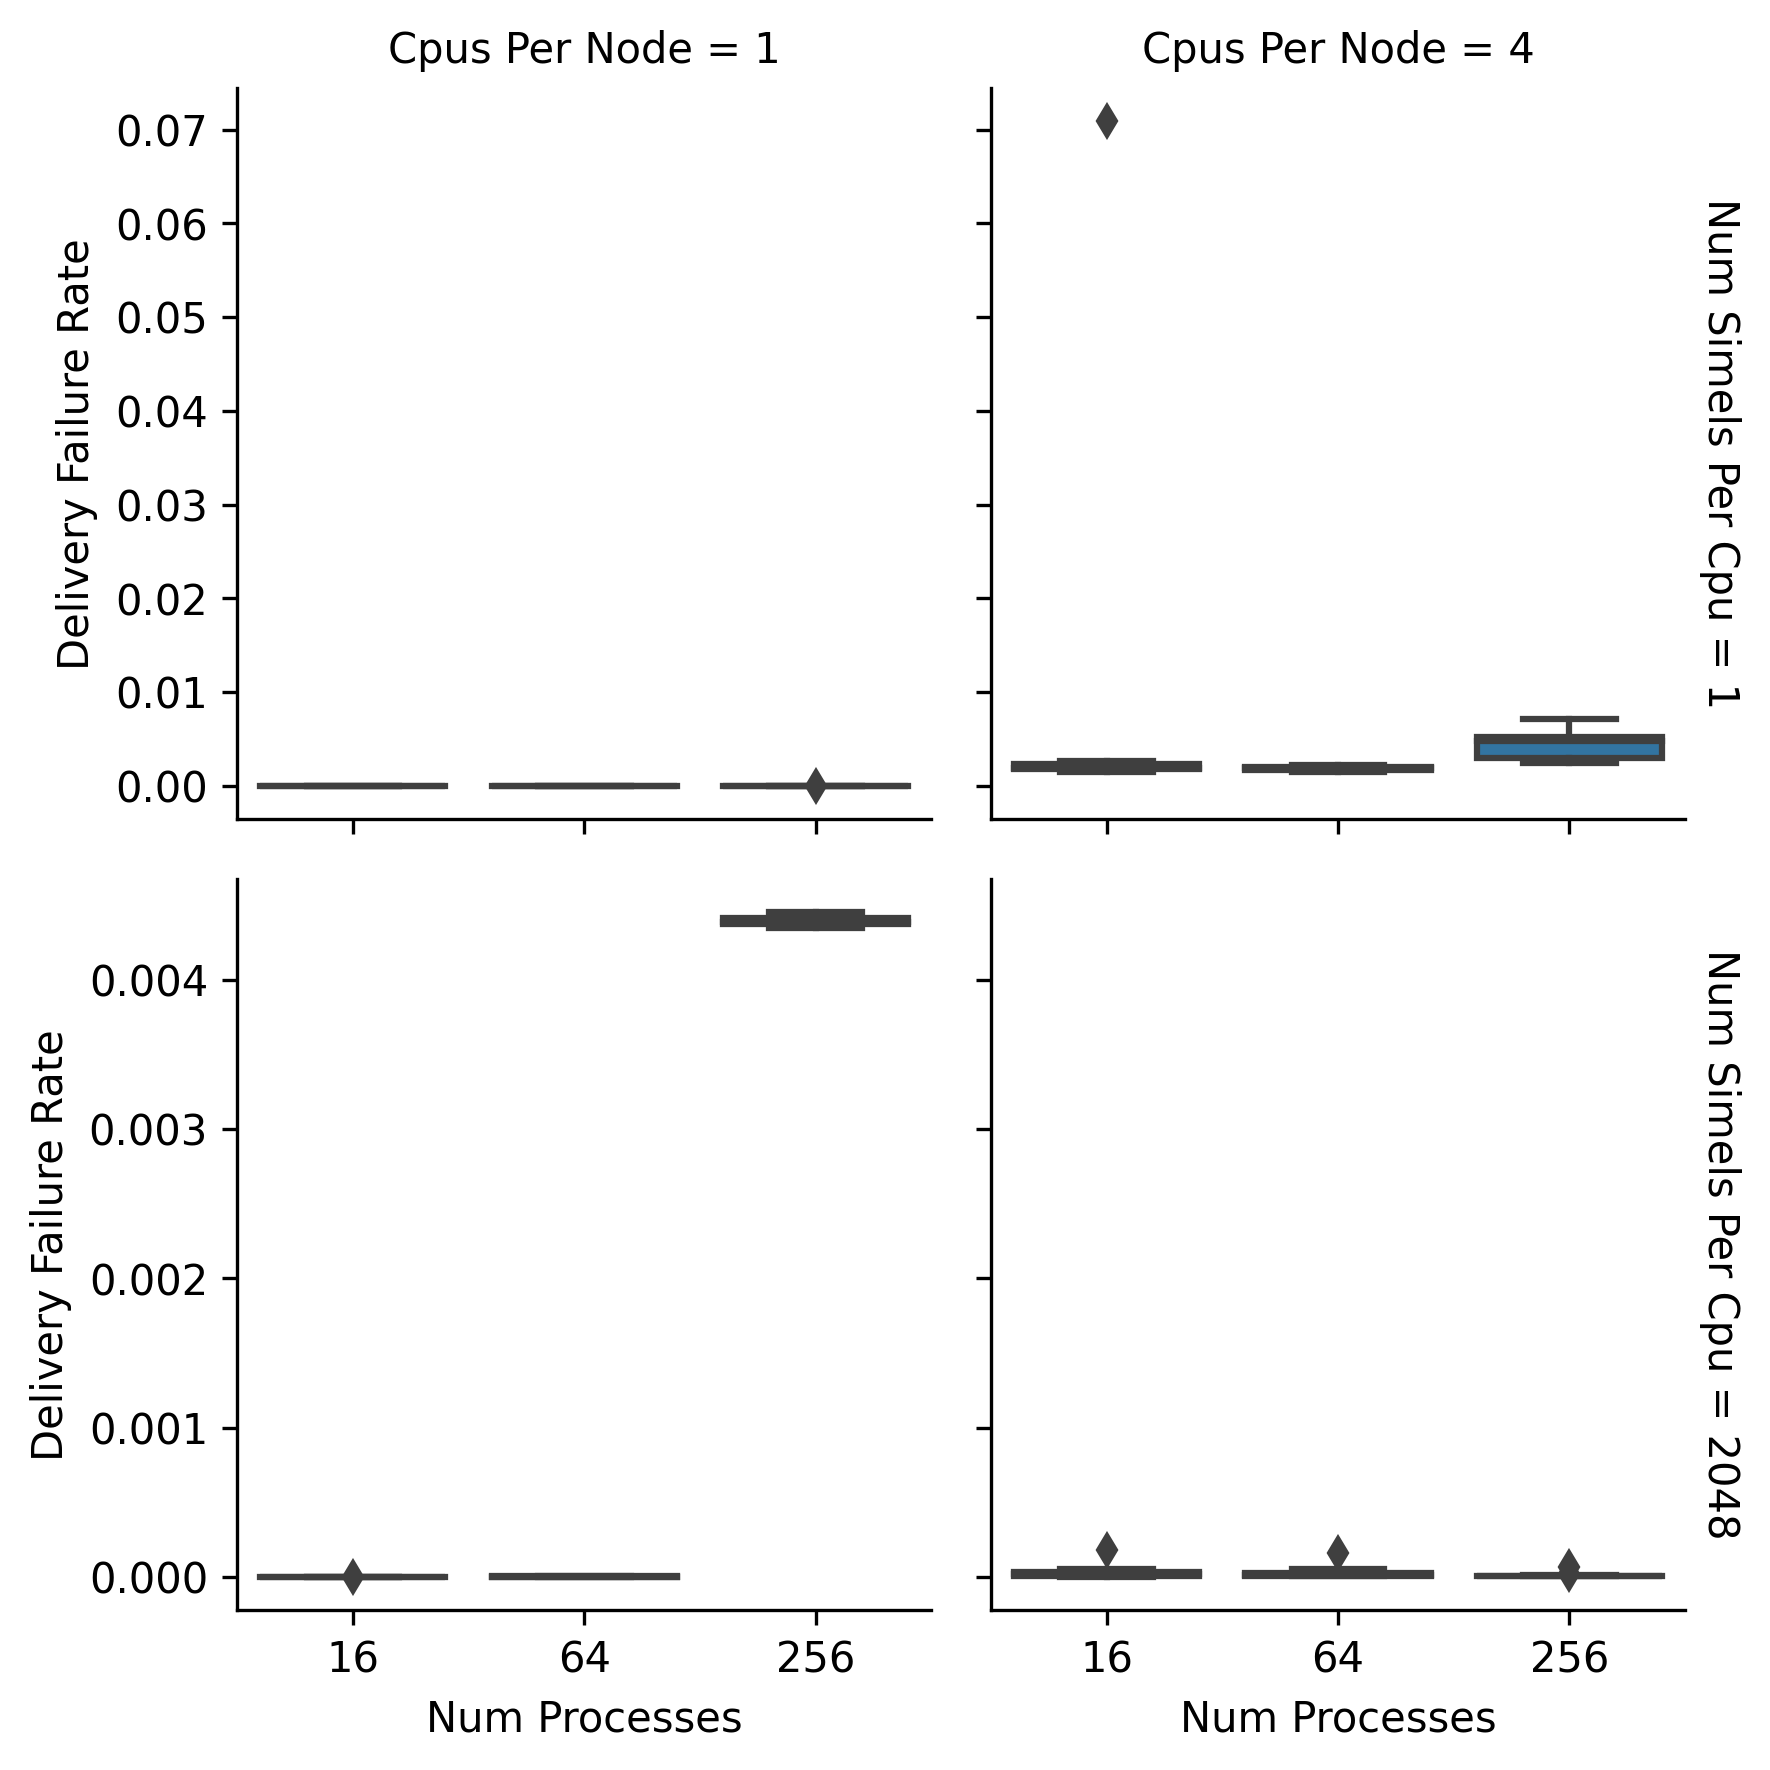 Cpus Per Node = 1
Cpus Per Node = 4
Delivery Failure Rate
0.07
0.06
0.05
0.04
0.03
0.02
0.01
0.00
Num Simels Per Cpu = 1
Delivery Failure Rate
0.004
0.003
0.002
0.001
0.000
Num Simels Per Cpu = 2048
16 64 256
16 64 256
Num Processes
Num Processes